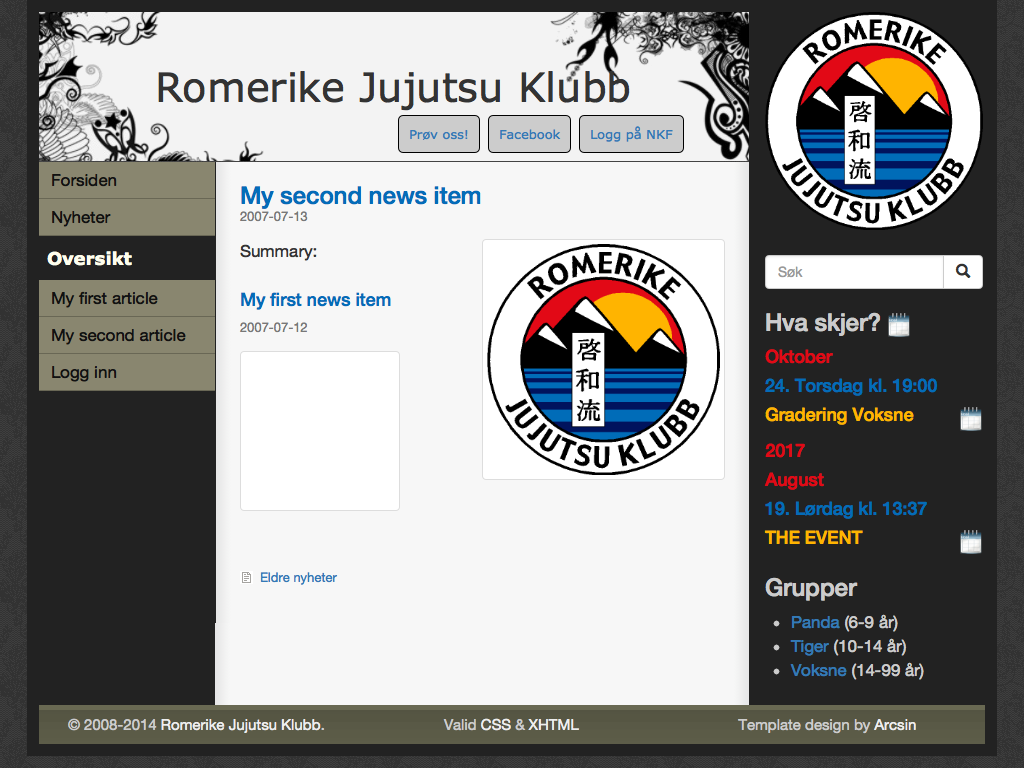 Romerike Jujutsu Klubb
Prøv oss!
Facebook
Logg på NKF
Forsiden
Nyheter
Oversikt
My first article
My second article
Logg inn
My second news item
2007-07-13
Summary:
ROMERIKE
啓和流
JUJUTSU KLUBB
My first news item
2007-07-12
Eldre nyheter
ROMERIKE
啓和流
JUJUTSU KLUBB
Søk
Hva skjer?
Oktober
24. Torsdag kl. 19:00
Gradering Voksne
2017
August
19. Lørdag kl. 13:37
THE EVENT
Grupper
Panda (6-9 år)
Tiger (10-14 år)
Voksne (14-99 år)
© 2008-2014 Romerike Jujutsu Klubb.
Valid CSS & XHTML
Template design by Arcsin